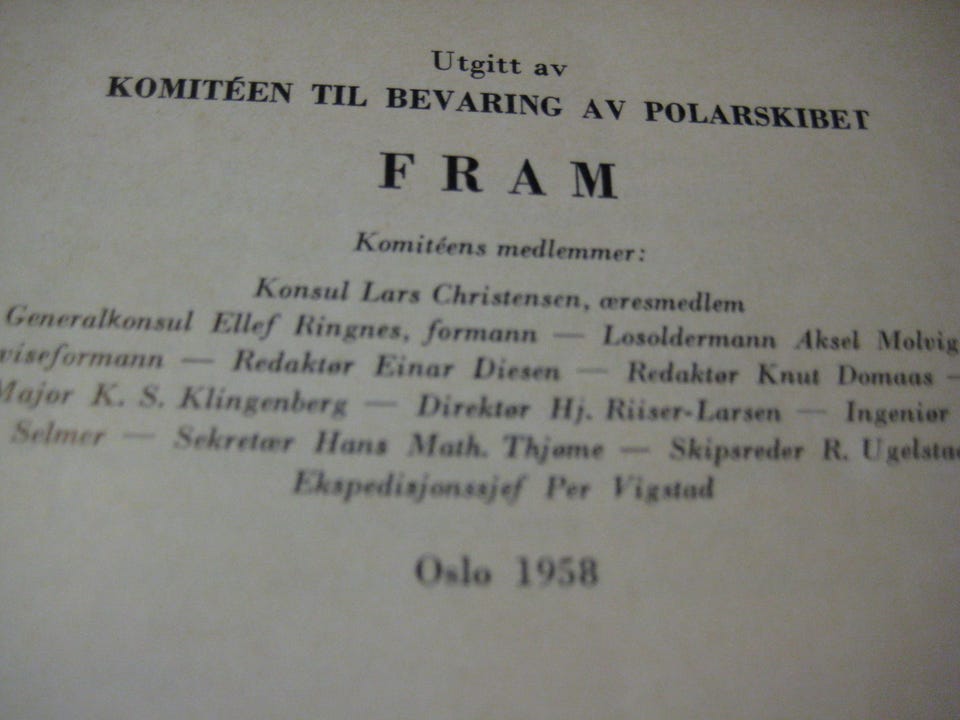 Utgitt av
KOMITÉEN TIL BEVARING AV POLARSKIBET
FRAM
Komitéens medlemmer:
Konsul Lars Christensen, æresmedlem
Generalkonsul Ellef Ringnes, formann — Losoldermann Aksel Molvig
viseformann — Redaktør Einar Diesen — Redaktør Knut Domaas —
Major K. S. Klingenberg — Direktør Hj. Riiser-Larsen — Ingeniør
Selmer — Sekretær Hans Math. Thjøme — Skipsreder R. Ugelstad
Ekspedisjonssjef Per Vigstad
Oslo 1958